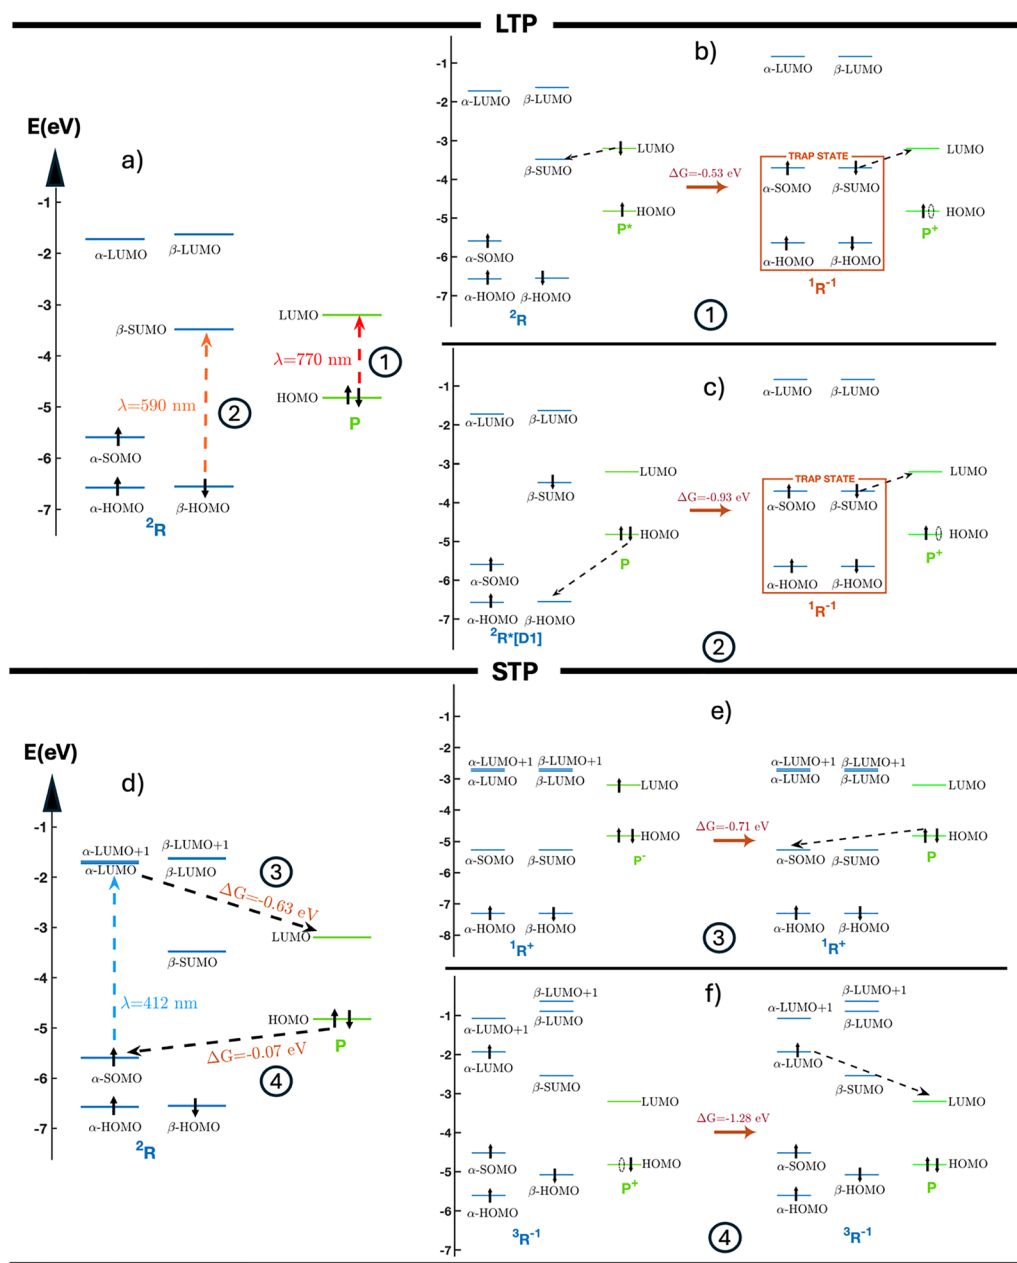 LTP
a)
E(eV)
-1
-2
-3
-4
-5
-6
-7
α-LUMO
β-LUMO
β-SUMO
LUMO
λ=770 nm
1
HOMO
P
λ=590 nm
2
α-SOMO
α-HOMO
β-HOMO
²R
b)
-1
-2
-3
-4
-5
-6
-7
α-LUMO
β-LUMO
β-SUMO
LUMO
HOMO
P*
α-SOMO
α-HOMO
β-HOMO
²R
ΔG=-0.53 eV
α-LUMO
β-LUMO
TRAP STATE
α-SOMO
β-SUMO
α-HOMO
β-HOMO
¹R⁻¹
LUMO
HOMO
P⁺
1
c)
-1
-2
-3
-4
-5
-6
-7
α-LUMO
β-LUMO
β-SUMO
LUMO
HOMO
P
α-SOMO
α-HOMO
β-HOMO
²R*[D1]
ΔG=-0.93 eV
α-LUMO
β-LUMO
TRAP STATE
α-SOMO
β-SUMO
α-HOMO
β-HOMO
¹R⁻¹
LUMO
HOMO
P⁺
2
STP
d)
E(eV)
-1
-2
-3
-4
-5
-6
-7
α-LUMO+1
α-LUMO
β-LUMO+1
β-LUMO
3
ΔG=-0.63 eV
LUMO
β-SUMO
λ=412 nm
HOMO
P
ΔG=-0.07 eV
4
α-SOMO
α-HOMO
β-HOMO
²R
e)
-1
-2
-3
-4
-5
-6
-7
-8
α-LUMO+1
α-LUMO
β-LUMO+1
β-LUMO
LUMO
HOMO
P⁻
α-SOMO
β-SUMO
α-HOMO
β-HOMO
¹R⁺
ΔG=-0.71 eV
α-LUMO+1
α-LUMO
β-LUMO+1
β-LUMO
LUMO
HOMO
P
α-SOMO
β-SUMO
α-HOMO
β-HOMO
¹R⁺
3
f)
-1
-2
-3
-4
-5
-6
-7
β-LUMO+1
β-LUMO
α-LUMO+1
α-LUMO
β-SUMO
LUMO
HOMO
P⁺
α-SOMO
β-HOMO
α-HOMO
³R⁻¹
ΔG=-1.28 eV
β-LUMO+1
β-LUMO
α-LUMO+1
α-LUMO
β-SUMO
LUMO
HOMO
P
α-SOMO
β-HOMO
α-HOMO
³R⁻¹
4